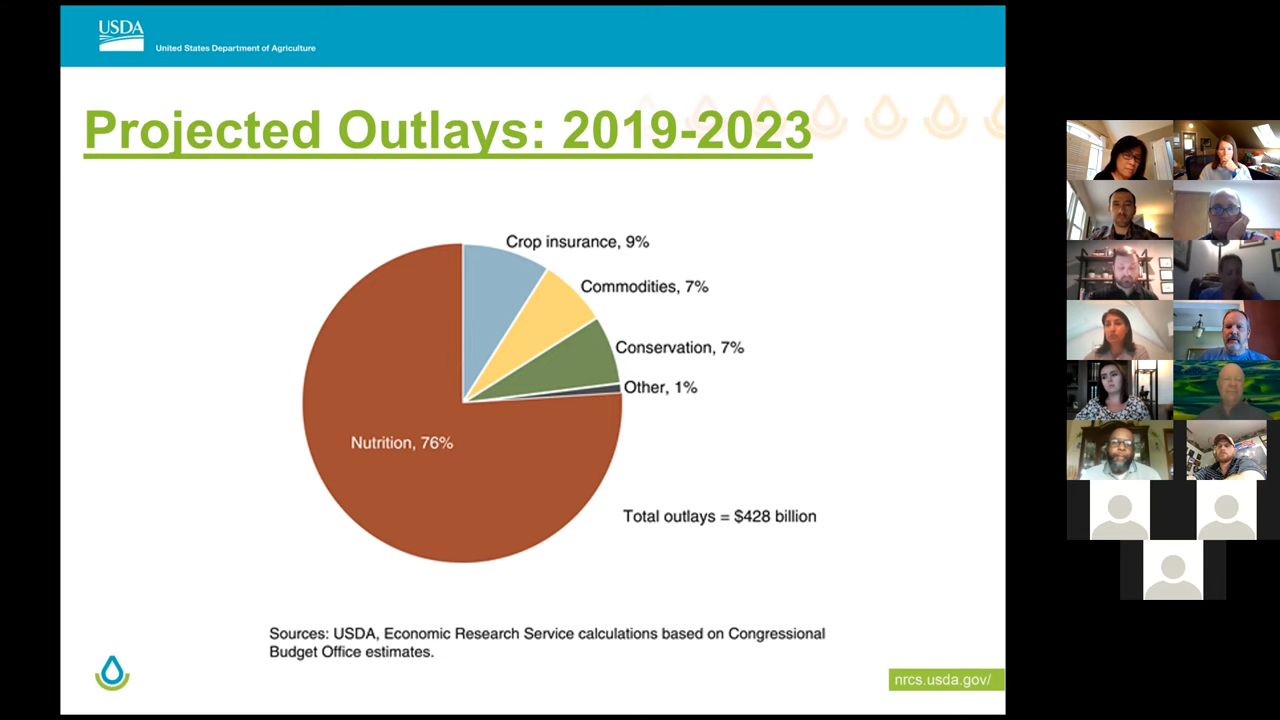 USDA
United States Department of Agriculture
Projected Outlays: 2019-2023
Crop insurance, 9%
Commodities, 7%
Conservation, 7%
Other, 1%
Nutrition, 76%
Total outlays = $428 billion
Sources: USDA, Economic Research Service calculations based on Congressional
Budget Office estimates.
nrcs.usda.gov/